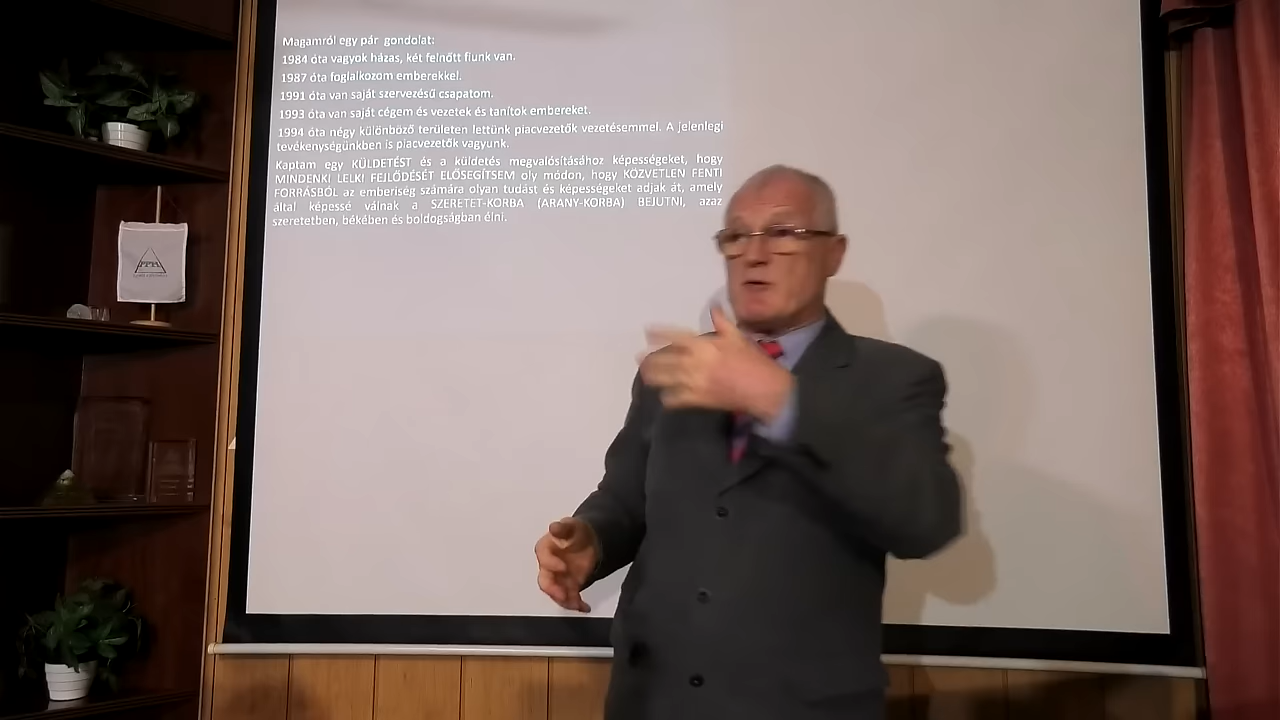 Magamról egy pár gondolat:
1984 óta vagyok házas, két felnőtt fiunk van.
1987 óta foglalkozom emberekkel.
1991 óta van saját szervezésű csapatom.
1993 óta van saját cégem és vezetek és tanítok embereket.
1994 óta négy különböző területen lettünk piacvezetők vezetésemmel. A jelenlegi
tevékenységünkben is piacvezetők vagyunk.
Kaptam egy KÜLDETÉST és a küldetés megvalósításához képességeket, hogy
MINDENKI LELKI FEJLŐDÉSÉT ELŐSEGÍTSEM oly módon, hogy KÖZVETLEN FENTI
FORRÁSBÓL az emberiség számára olyan tudást és képességeket adjak át, amely
által képessé válnak a SZERETET-KORBA (ARANY-KORBA) BEJUTNI, azaz
szeretetben, békében és boldogságban élni.